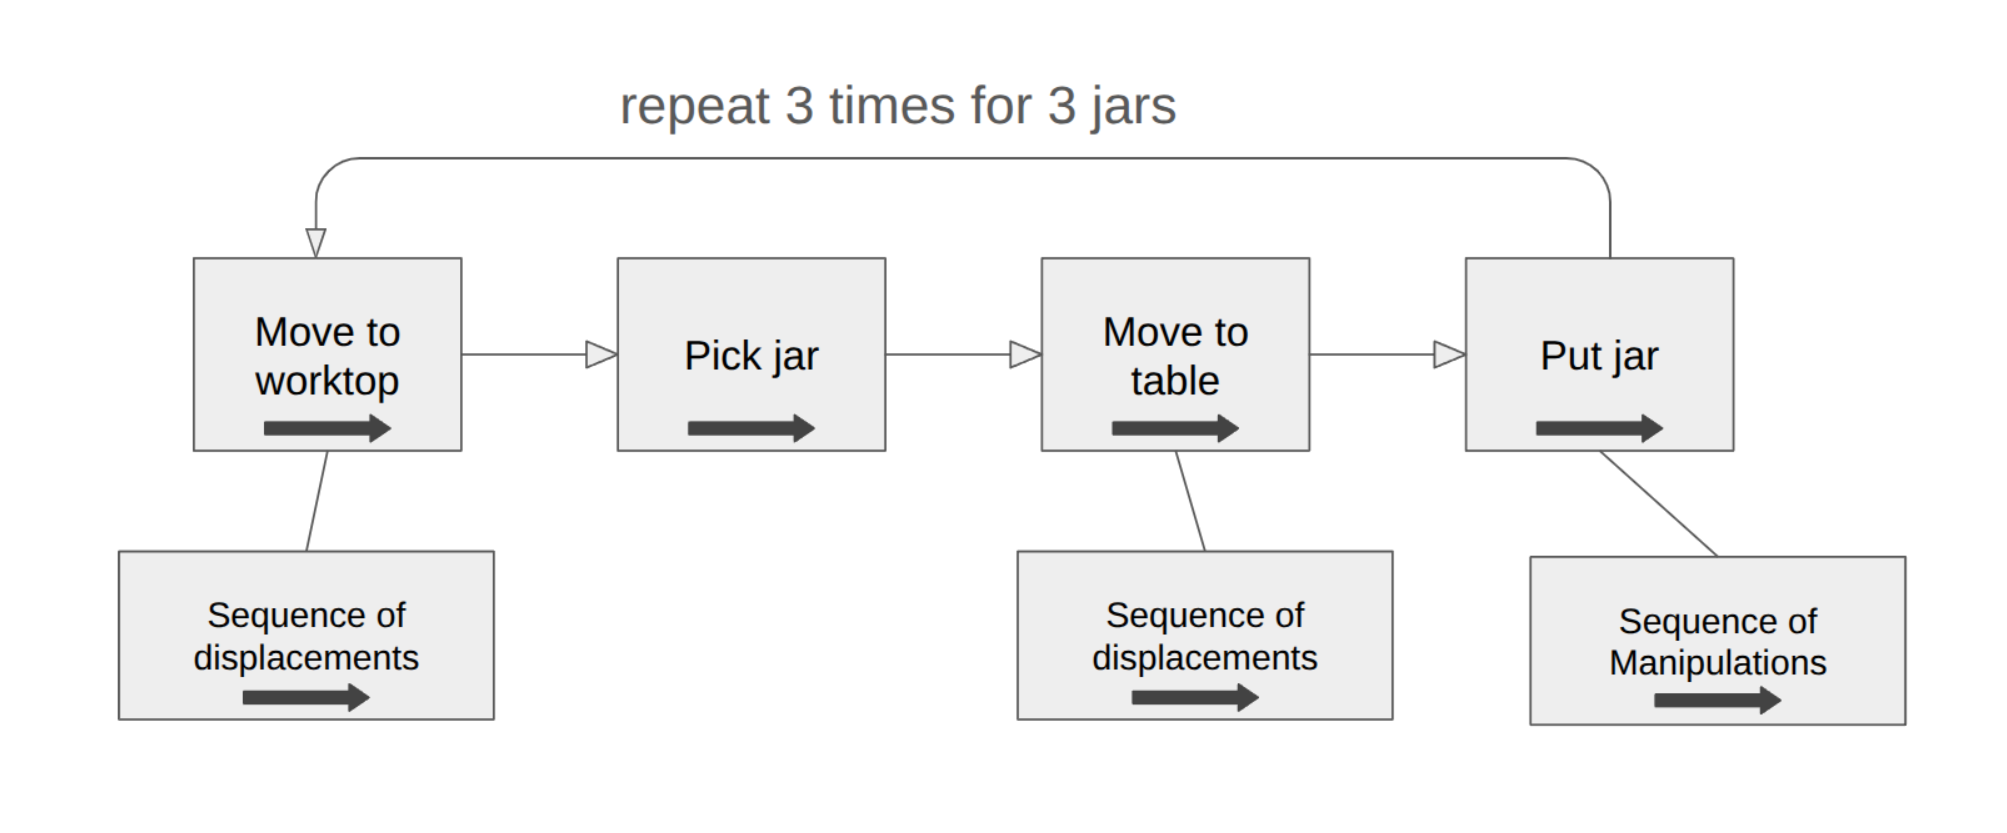 repeat 3 times for 3 jars
Move to
worktop
Pick jar
Move to
table
Put jar
Sequence of
displacements
Sequence of
displacements
Sequence of
Manipulations